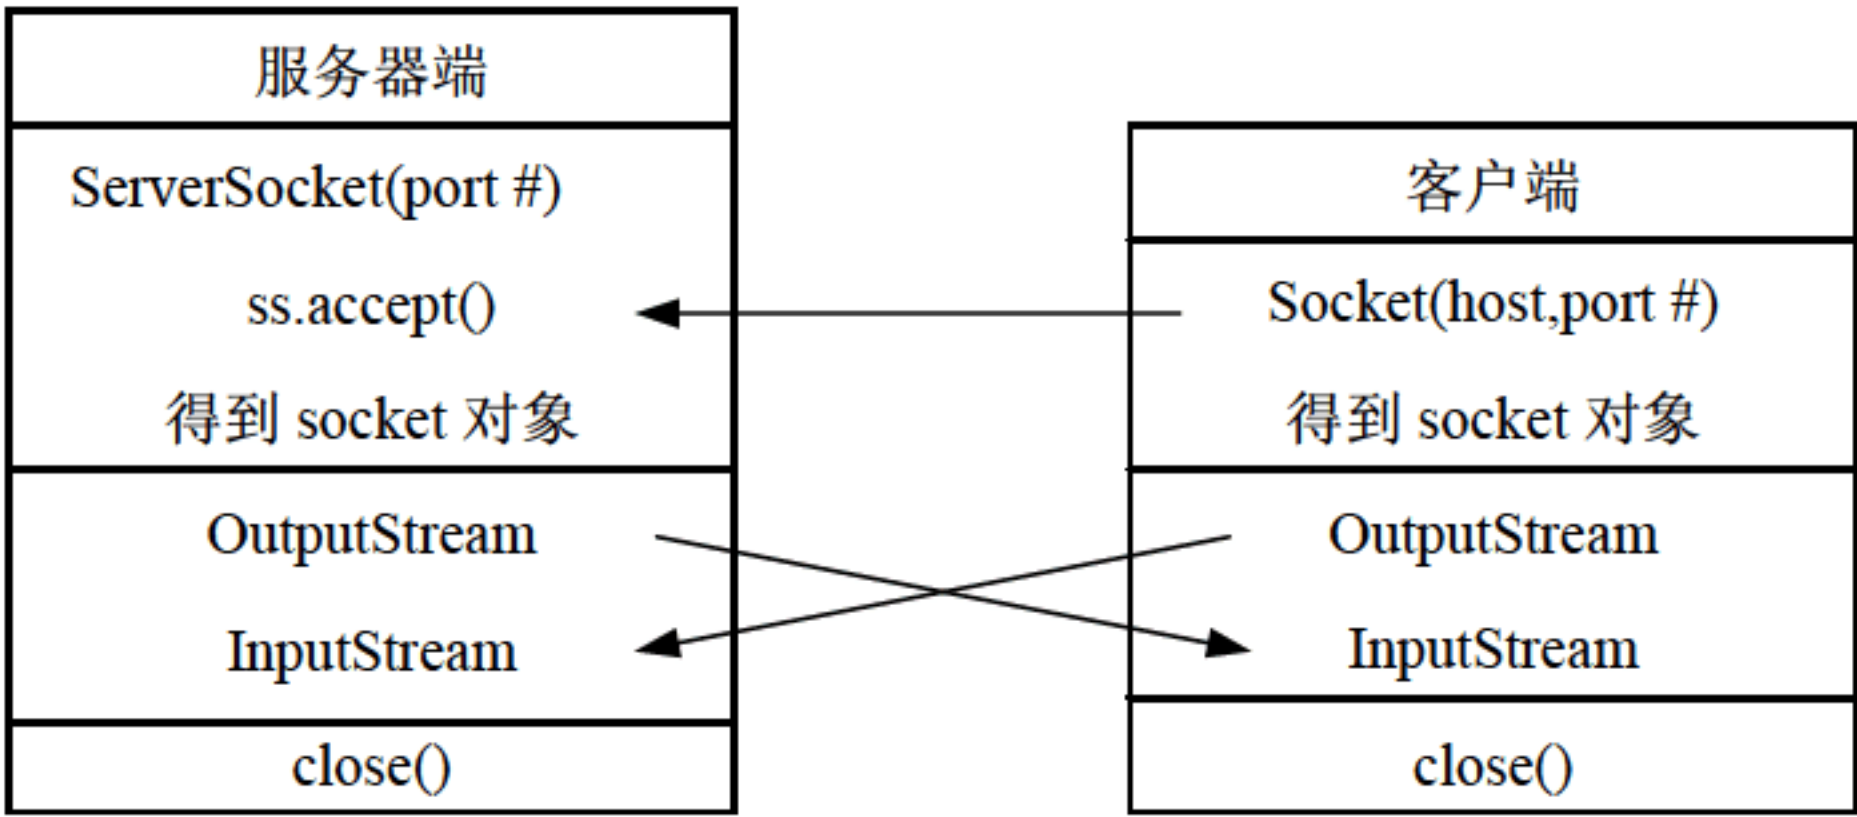 服务器端
ServerSocket(port #)
ss.accept()
得到 socket 对象
OutputStream
InputStream
close()
客户端
Socket(host,port #)
得到 socket 对象
OutputStream
InputStream
close()